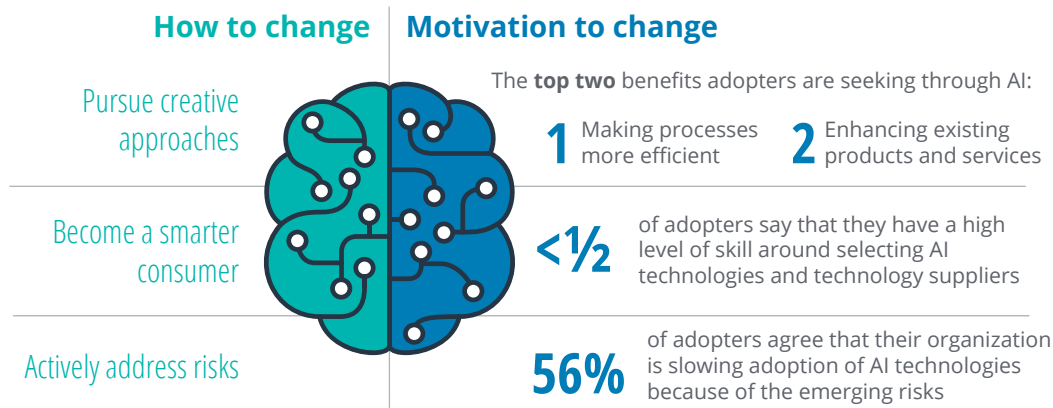 How to change
Motivation to change
Pursue creative
approaches
The top two benefits adopters are seeking through AI:
1 Making processes
more efficient
2 Enhancing existing
products and services
Become a smarter
consumer
<½
of adopters say that they have a high
level of skill around selecting AI
technologies and technology suppliers
Actively address risks
56%
of adopters agree that their organization
is slowing adoption of AI technologies
because of the emerging risks